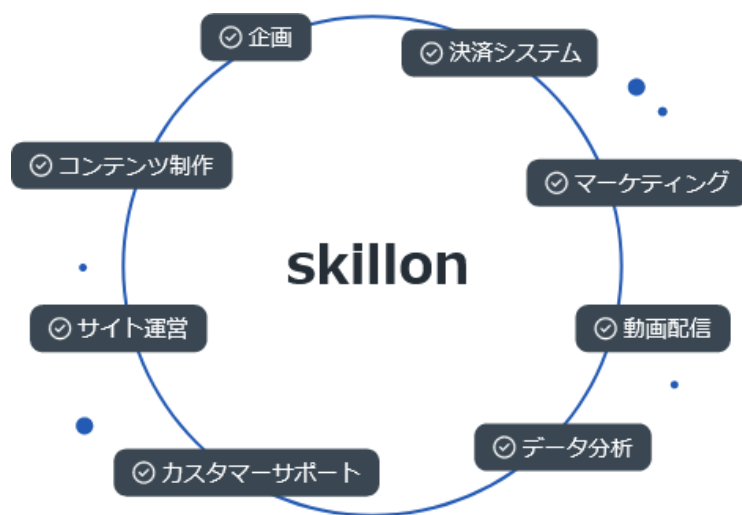 企画
決済システム
コンテンツ制作
マーケティング
skillon
サイト運営
動画配信
データ分析
カスタマーサポート